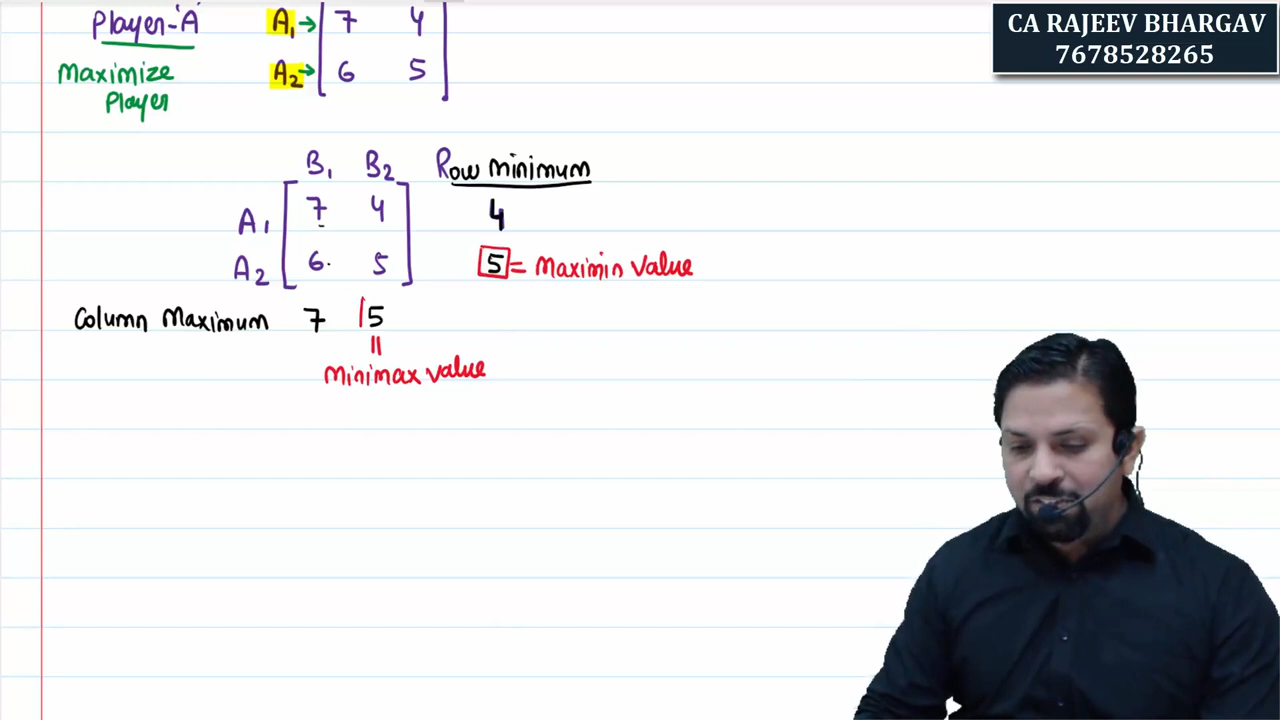 CA RAJEEV BHARGAV
7678528265
Player-'A' A1→ 7 4
Maximize A2→ 6 5
Player
B1 B2 Row minimum
A1 7 4 4
A2 6 5 5 = Maximin value
Column Maximum 7 5
=
Minimax value